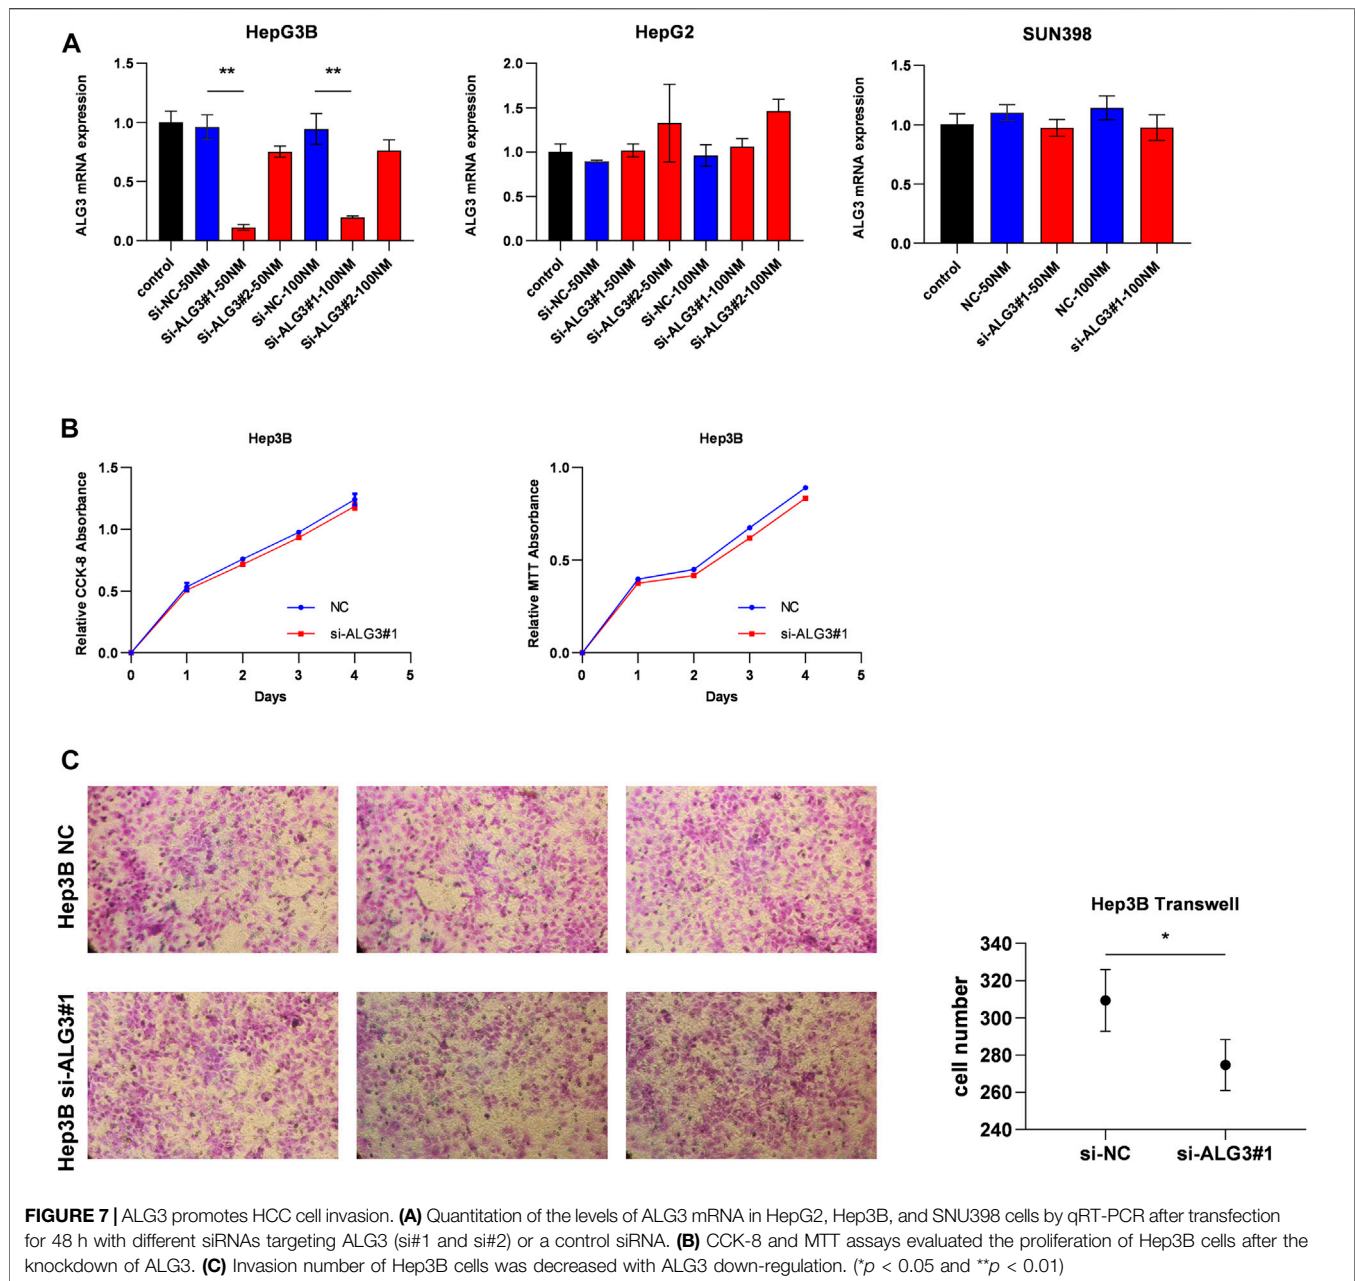 A
HepG3B
ALG3 mRNA expression
1.5
1.0
0.5
0.0
**
**
control
Si-NC-50NM
Si-ALG3#1-50NM
Si-ALG3#2-50NM
Si-NC-100NM
Si-ALG3#1-100NM
Si-ALG3#2-100NM
HepG2
ALG3 mRNA expression
2.0
1.5
1.0
0.5
0.0
control
Si-NC-50NM
Si-ALG3#1-50NM
Si-ALG3#2-50NM
Si-NC-100NM
Si-ALG3#1-100NM
Si-ALG3#2-100NM
SUN398
ALG3 mRNA expression
1.5
1.0
0.5
0.0
control
NC-50NM
si-ALG3#1-50NM
NC-100NM
si-ALG3#1-100NM
B
Hep3B
Relative CCK-8 Absorbance
1.5
1.0
0.5
0.0
NC
si-ALG3#1
0 1 2 3 4 5
Days
Hep3B
Relative MTT Absorbance
1.0
0.5
0.0
NC
si-ALG3#1
0 1 2 3 4 5
Days
C
Hep3B NC
Hep3B si-ALG3#1
Hep3B Transwell
cell number
340
320
300
280
260
240
*
si-NC si-ALG3#1
FIGURE 7 | ALG3 promotes HCC cell invasion. (A) Quantitation of the levels of ALG3 mRNA in HepG2, Hep3B, and SNU398 cells by qRT-PCR after transfection
for 48 h with different siRNAs targeting ALG3 (si#1 and si#2) or a control siRNA. (B) CCK-8 and MTT assays evaluated the proliferation of Hep3B cells after the
knockdown of ALG3. (C) Invasion number of Hep3B cells was decreased with ALG3 down-regulation. (*p < 0.05 and **p < 0.01)